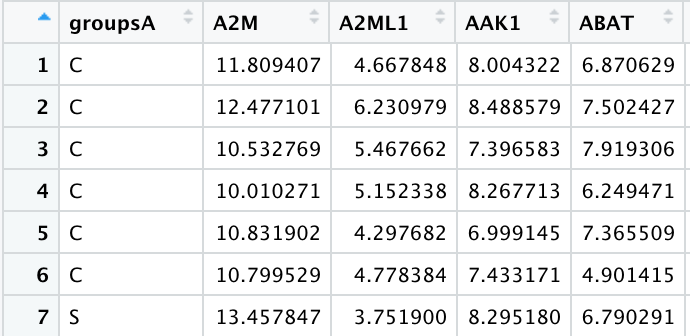 groupsA A2M A2ML1 AAK1 ABAT
1 C 11.809407 4.667848 8.004322 6.870629
2 C 12.477101 6.230979 8.488579 7.502427
3 C 10.532769 5.467662 7.396583 7.919306
4 C 10.010271 5.152338 8.267713 6.249471
5 C 10.831902 4.297682 6.999145 7.365509
6 C 10.799529 4.778384 7.433171 4.901415
7 S 13.457847 3.751900 8.295180 6.790291